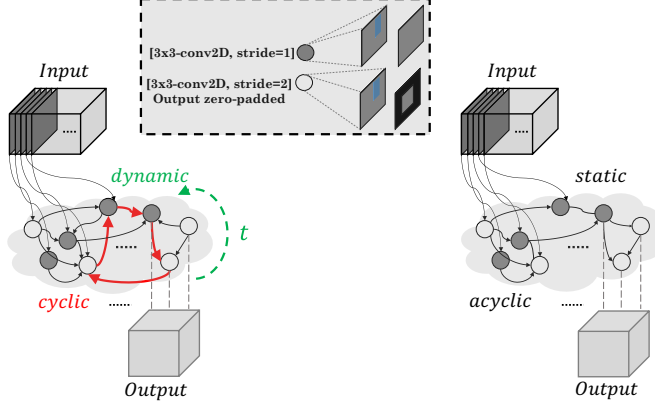 [3x3-conv2D, stride=1]
[3x3-conv2D, stride=2]
Output zero-padded
Input
....
dynamic
t
.....
cyclic
......
Output
Input
....
static
.....
acyclic
......
Output